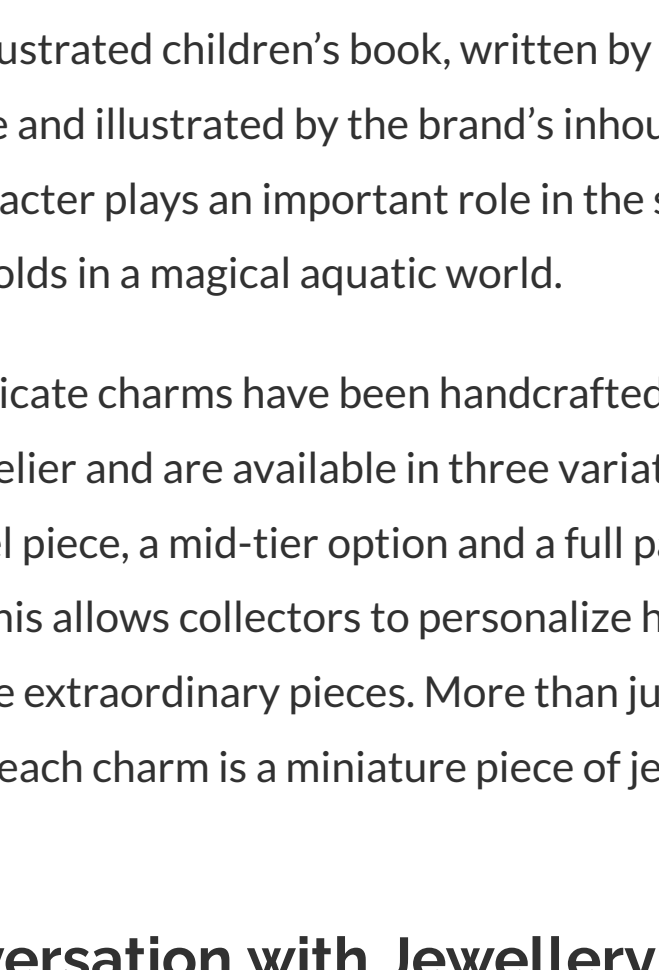 ustrated children’s book, written by
e and illustrated by the brand’s inhou
acter plays an important role in the s
olds in a magical aquatic world.
icate charms have been handcrafted
elier and are available in three variat
el piece, a mid-tier option and a full pa
his allows collectors to personalize h
e extraordinary pieces. More than ju
each charm is a miniature piece of je
versation with Jewellery